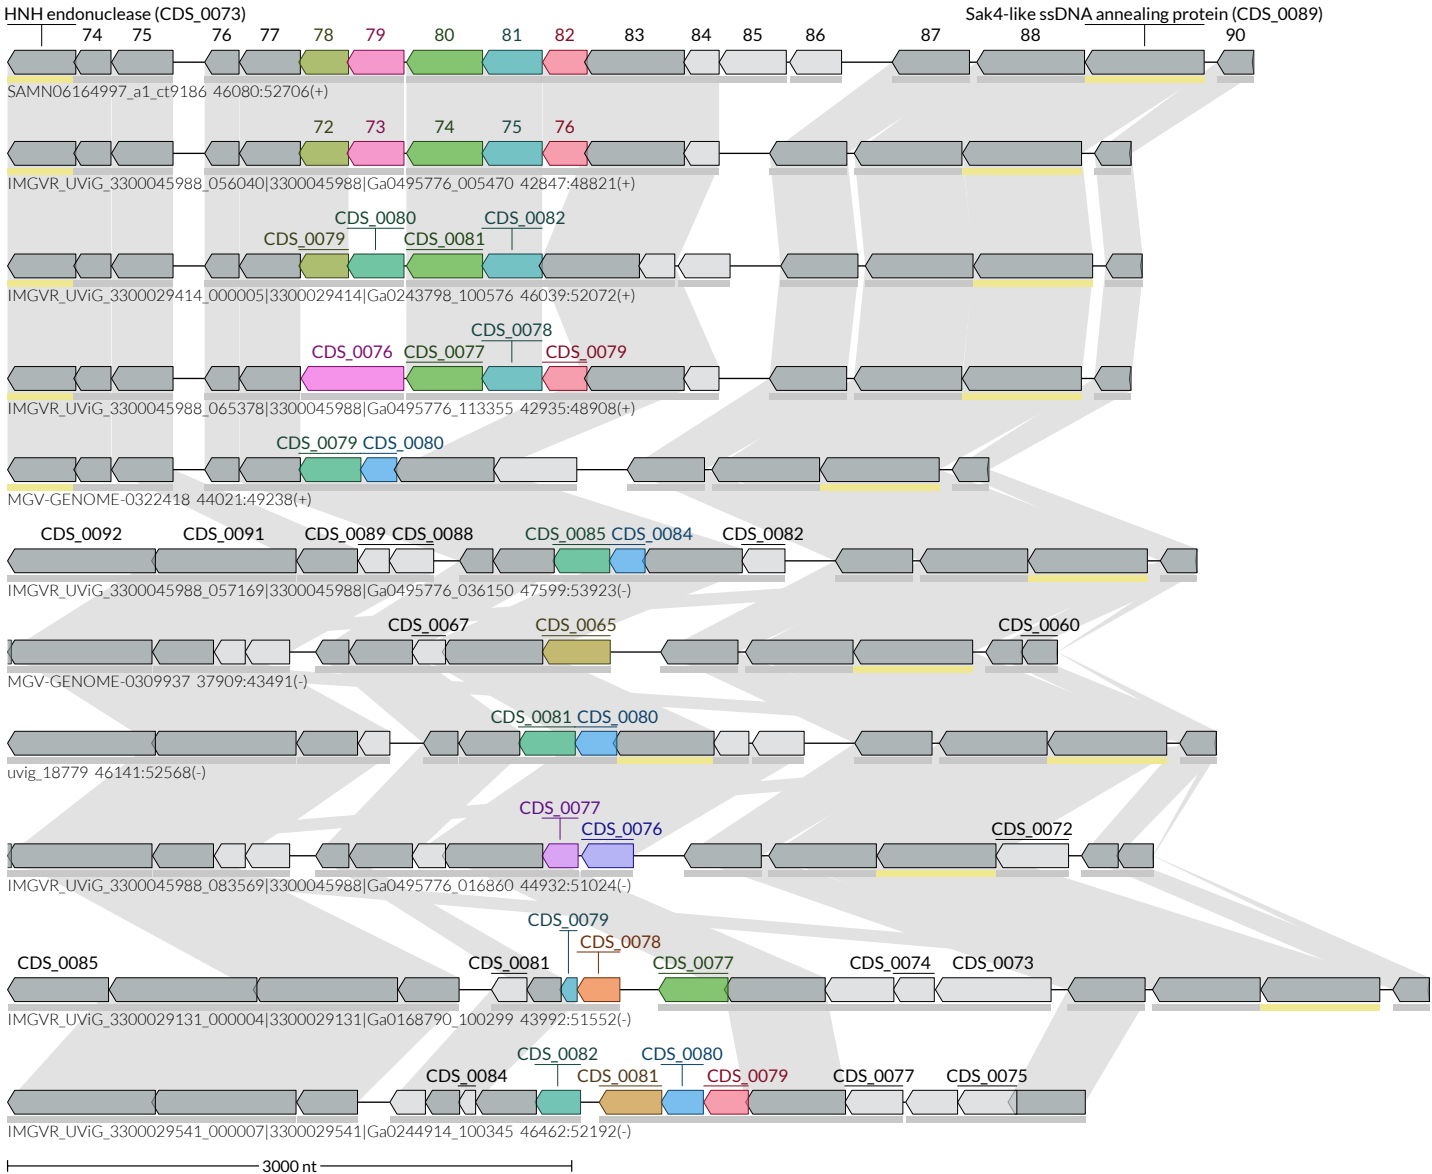 HNH endonuclease (CDS_0073) Sak4-like ssDNA annealing protein (CDS_0089)
74 75 76 77 78 79 80 81 82 83 84 85 86 87 88 90
SAMN06164997_a1_ct9186 46080:52706(+)
72 73 74 75 76
IMGVR_UViG_3300045988_056040|3300045988|Ga0495776_005470 42847:48821(+)
CDS_0080 CDS_0082
CDS_0079 CDS_0081
IMGVR_UViG_3300029414_000005|3300029414|Ga0243798_100576 46039:52072(+)
CDS_0078
CDS_0076 CDS_0077 CDS_0079
IMGVR_UViG_3300045988_065378|3300045988|Ga0495776_113355 42935:48908(+)
CDS_0079 CDS_0080
MGV-GENOME-0322418 44021:49238(+)
CDS_0092 CDS_0091 CDS_0089 CDS_0088 CDS_0085 CDS_0084 CDS_0082
IMGVR_UViG_3300045988_057169|3300045988|Ga0495776_036150 47599:53923(-)
CDS_0067 CDS_0065 CDS_0060
MGV-GENOME-0309937 37909:43491(-)
CDS_0081 CDS_0080
uvig_18779 46141:52568(-)
CDS_0077
CDS_0076 CDS_0072
IMGVR_UViG_3300045988_083569|3300045988|Ga0495776_016860 44932:51024(-)
CDS_0079
CDS_0078
CDS_0085 CDS_0081 CDS_0077 CDS_0074 CDS_0073
IMGVR_UViG_3300029131_000004|3300029131|Ga0168790_100299 43992:51552(-)
CDS_0082 CDS_0080
CDS_0084 CDS_0081 CDS_0079 CDS_0077 CDS_0075
IMGVR_UViG_3300029541_000007|3300029541|Ga0244914_100345 46462:52192(-)
3000 nt